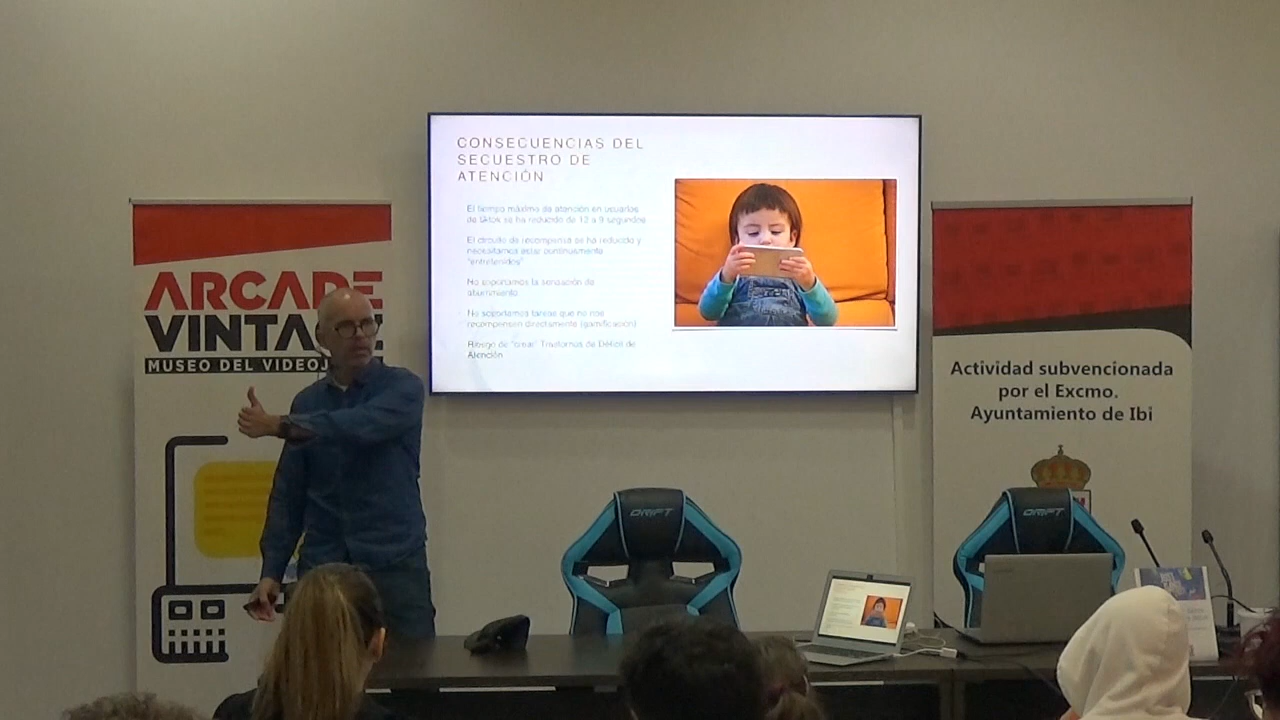 CONSECUENCIAS DEL
SECUESTRO DE
ATENCIÓN
El tiempo máximo de atención en usuarios
de tiktok se ha reducido de 12 a 9 segundos
El circuito de recompensa se ha reducido y
necesitamos estar continuamente
"entretenidos"
No soportamos la sensación de
aburrimiento
No soportamos tareas que no nos
recompensen directamente (gamificación)
Riesgo de "crear" Trastornos de Déficit de
Atención
ARCADE
VINTA E
MUSEO DEL VIDEOJ
Actividad subvencionada
por el Excmo.
Ayuntamiento de Ibi
DRIFT
DRIFT